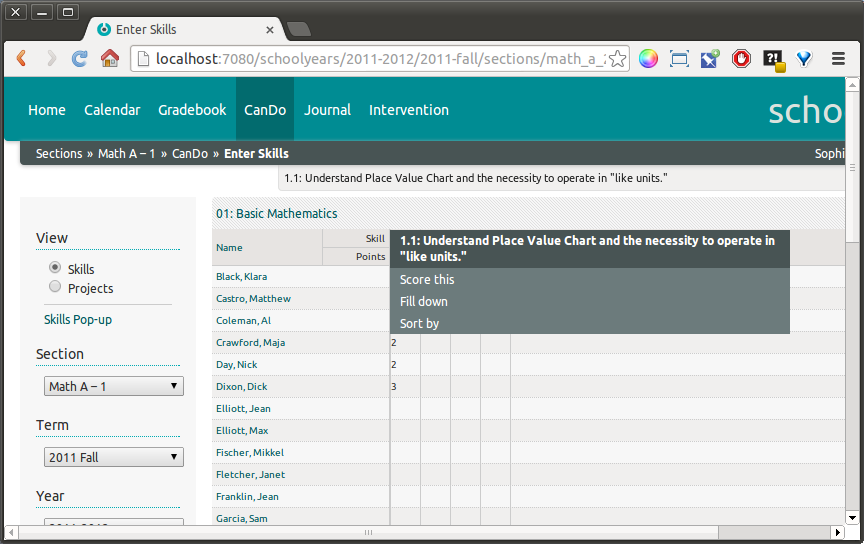 Enter Skills
localhost:7080/schoolyears/2011-2012/2011-fall/sections/math_a_
Home Calendar Gradebook CanDo Journal Intervention
scho
Sections » Math A – 1 » CanDo » Enter Skills
Sophi
1.1: Understand Place Value Chart and the necessity to operate in "like units."
View
Skills
Projects
Skills Pop-up
Section
Math A – 1
Term
2011 Fall
Year
01: Basic Mathematics
Name
Skill
Points
1.1: Understand Place Value Chart and the necessity to operate in
"like units."
Score this
Fill down
Sort by
Black, Klara
Castro, Matthew
Coleman, Al
Crawford, Maja 2
Day, Nick 2
Dixon, Dick 3
Elliott, Jean
Elliott, Max
Fischer, Mikkel
Fletcher, Janet
Franklin, Jean
Garcia, Sam